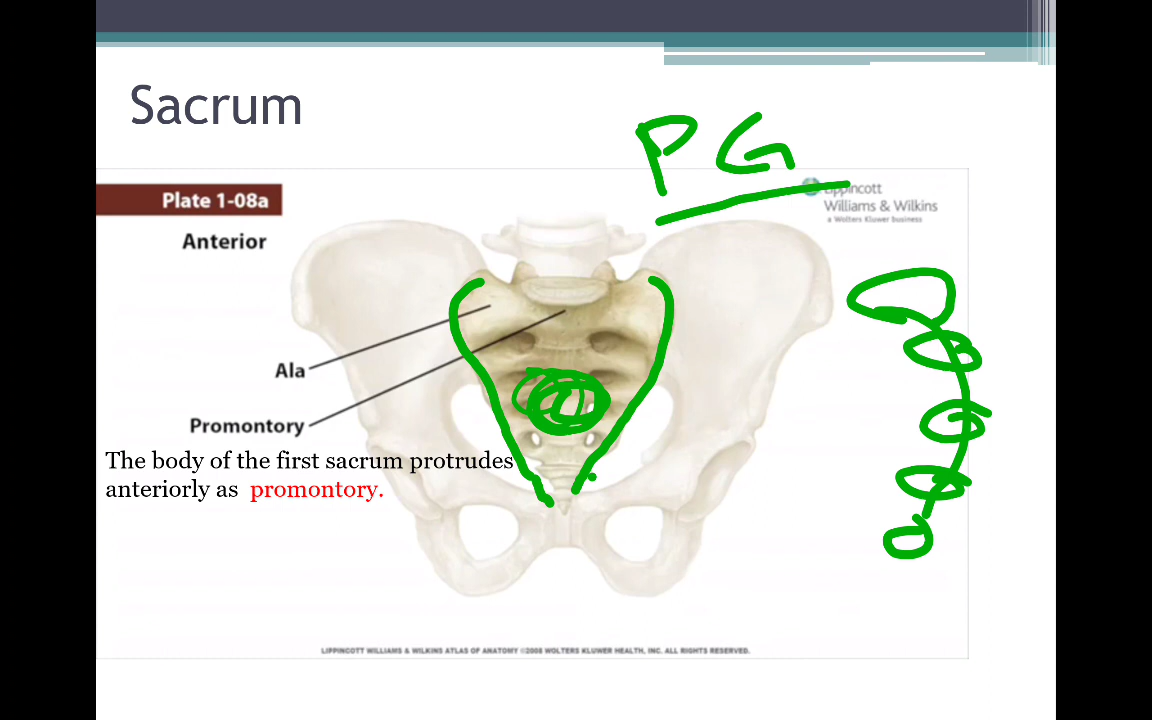 Sacrum
PG
Plate 1-08a
Lippincott
Williams & Wilkins
a Wolters Kluwer business
Anterior
Ala
Promontory
The body of the first sacrum protrudes
anteriorly as promontory.
LIPPINCOTT WILLIAMS & WILKINS ATLAS OF ANATOMY ©2008 WOLTERS KLUWER HEALTH, INC. ALL RIGHTS RESERVED.